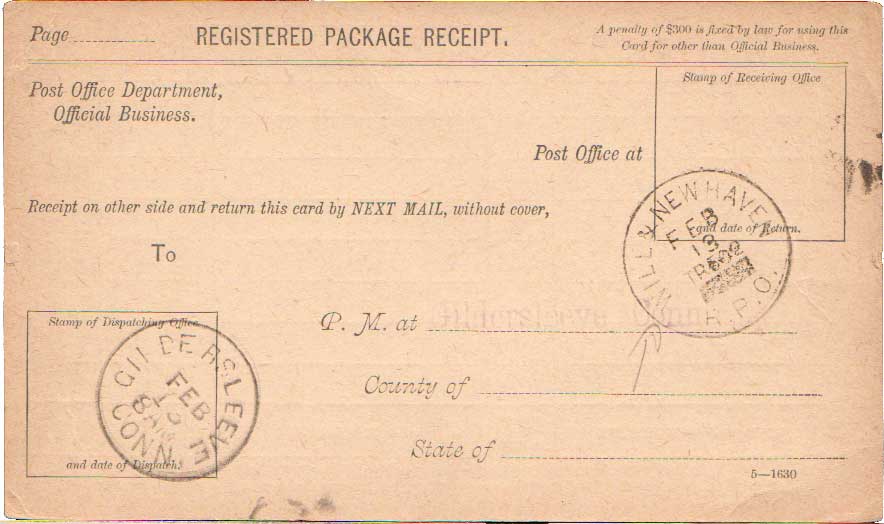 Page
REGISTERED PACKAGE RECEIPT.
A penalty of $300 is fixed by law for using this
Card for other than Official Business.
Post Office Department,
Official Business.
Stamp of Receiving Office
Post Office at
and date of Return.
Receipt on other side and return this card by NEXT MAIL, without cover,
To
WILL & NEW HAVEN
FEB
R.P.O.
Stamp of Dispatching Office
and date of Dispatch.
GILDERSLEEVE
FEB
8 AM
CONN.
P. M. at
Gildersleeve, Conn.
County of
State of
5—1630